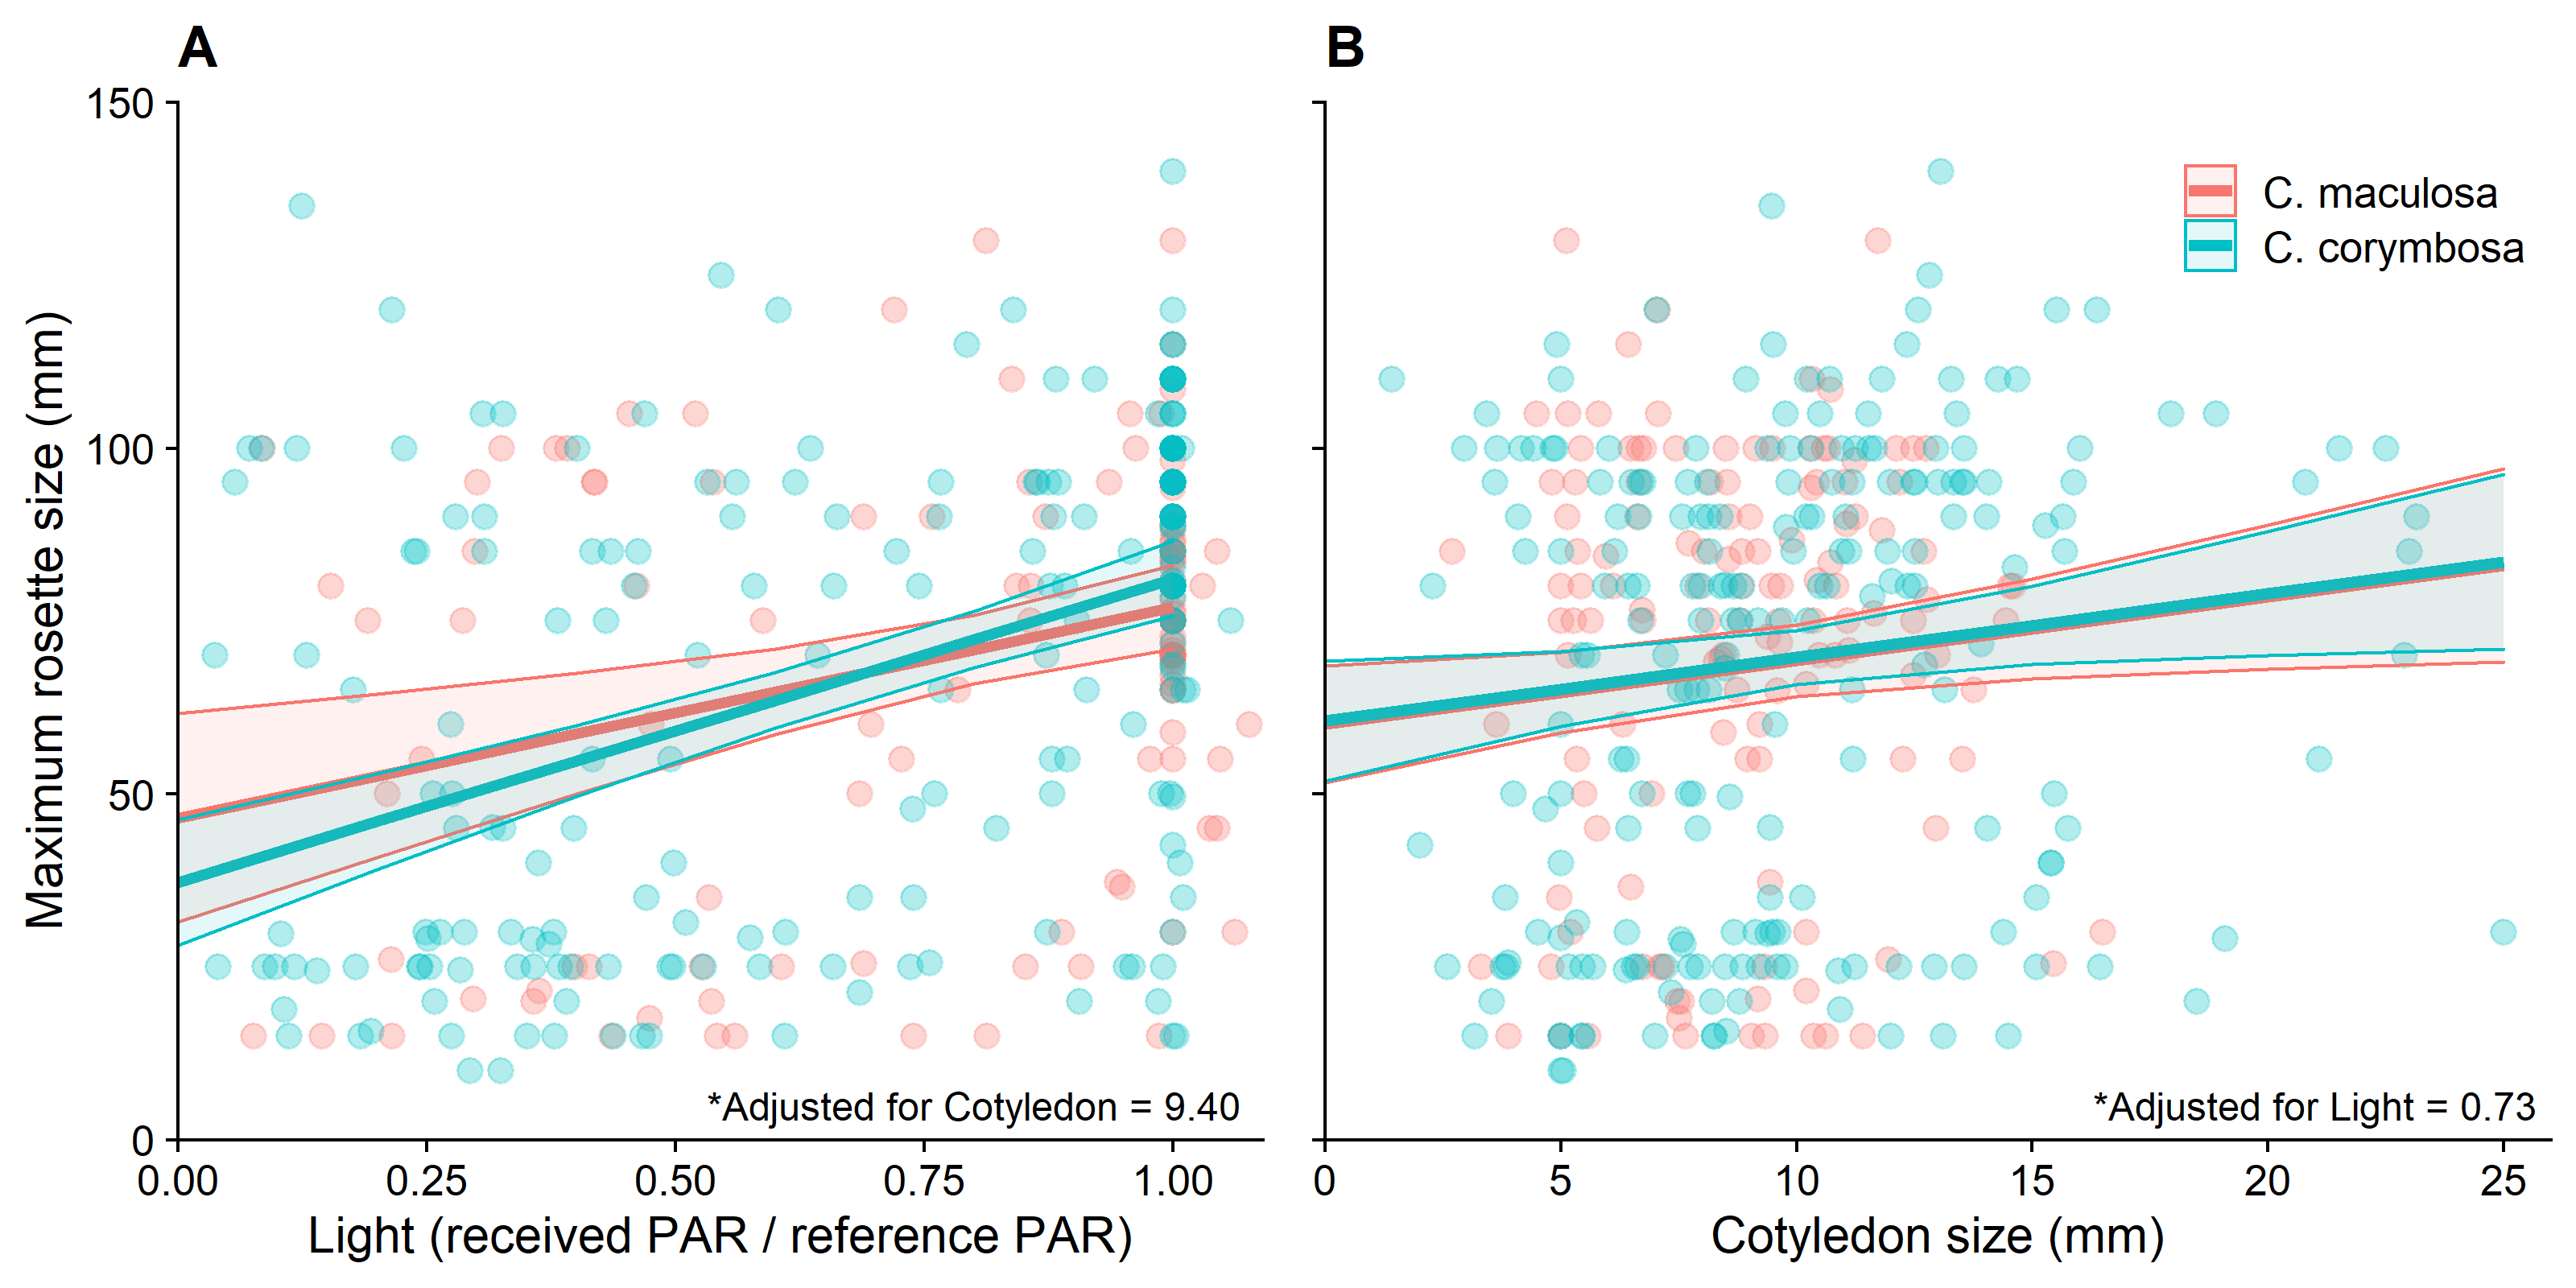 A
B
150
100
50
0
Maximum rosette size (mm)
C. maculosa
C. corymbosa
*Adjusted for Cotyledon = 9.40
*Adjusted for Light = 0.73
0.00 0.25 0.50 0.75 1.00
0 5 10 15 20 25
Light (received PAR / reference PAR)
Cotyledon size (mm)